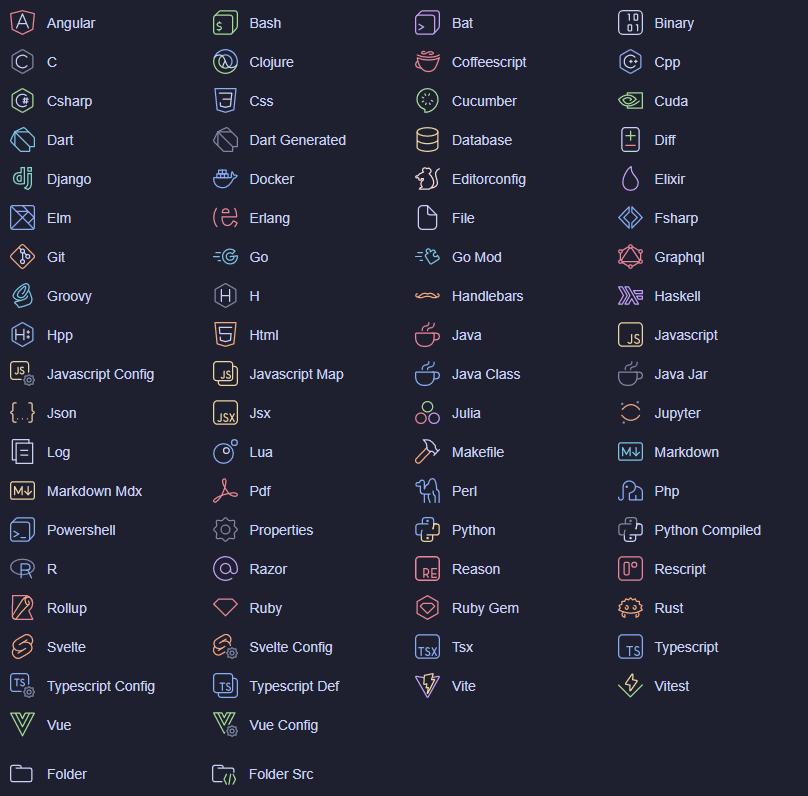 Angular Bash Bat Binary
C Clojure Coffeescript Cpp
Csharp Css Cucumber Cuda
Dart Dart Generated Database Diff
Django Docker Editorconfig Elixir
Elm Erlang File Fsharp
Git Go Go Mod Graphql
Groovy H Handlebars Haskell
Hpp Html Java Javascript
Javascript Config Javascript Map Java Class Java Jar
Json Jsx Julia Jupyter
Log Lua Makefile Markdown
Markdown Mdx Pdf Perl Php
Powershell Properties Python Python Compiled
R Razor Reason Rescript
Rollup Ruby Ruby Gem Rust
Svelte Svelte Config Tsx Typescript
Typescript Config Typescript Def Vite Vitest
Vue Vue Config
Folder Folder Src